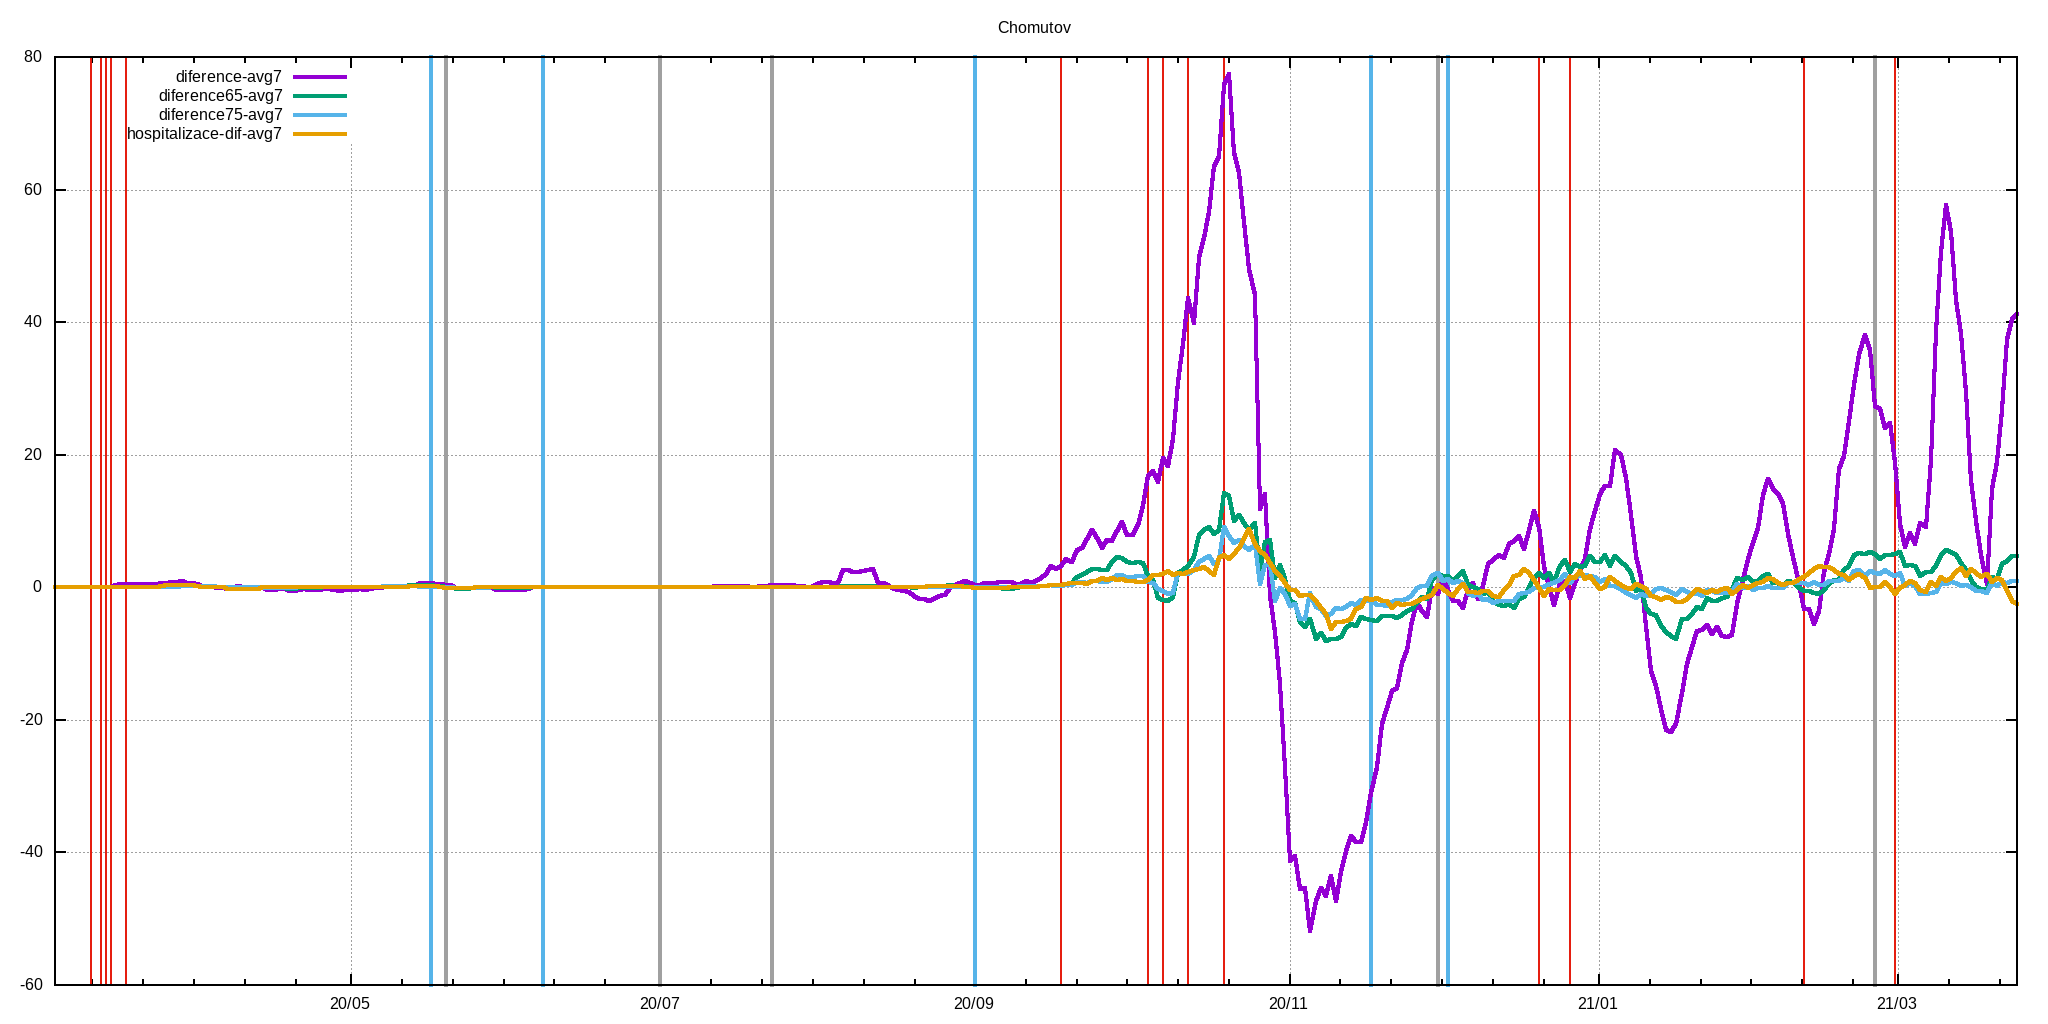 Chomutov
80
60
40
20
0
-20
-40
-60
diference-avg7
diference65-avg7
diference75-avg7
hospitalizace-dif-avg7
20/05
20/07
20/09
20/11
21/01
21/03